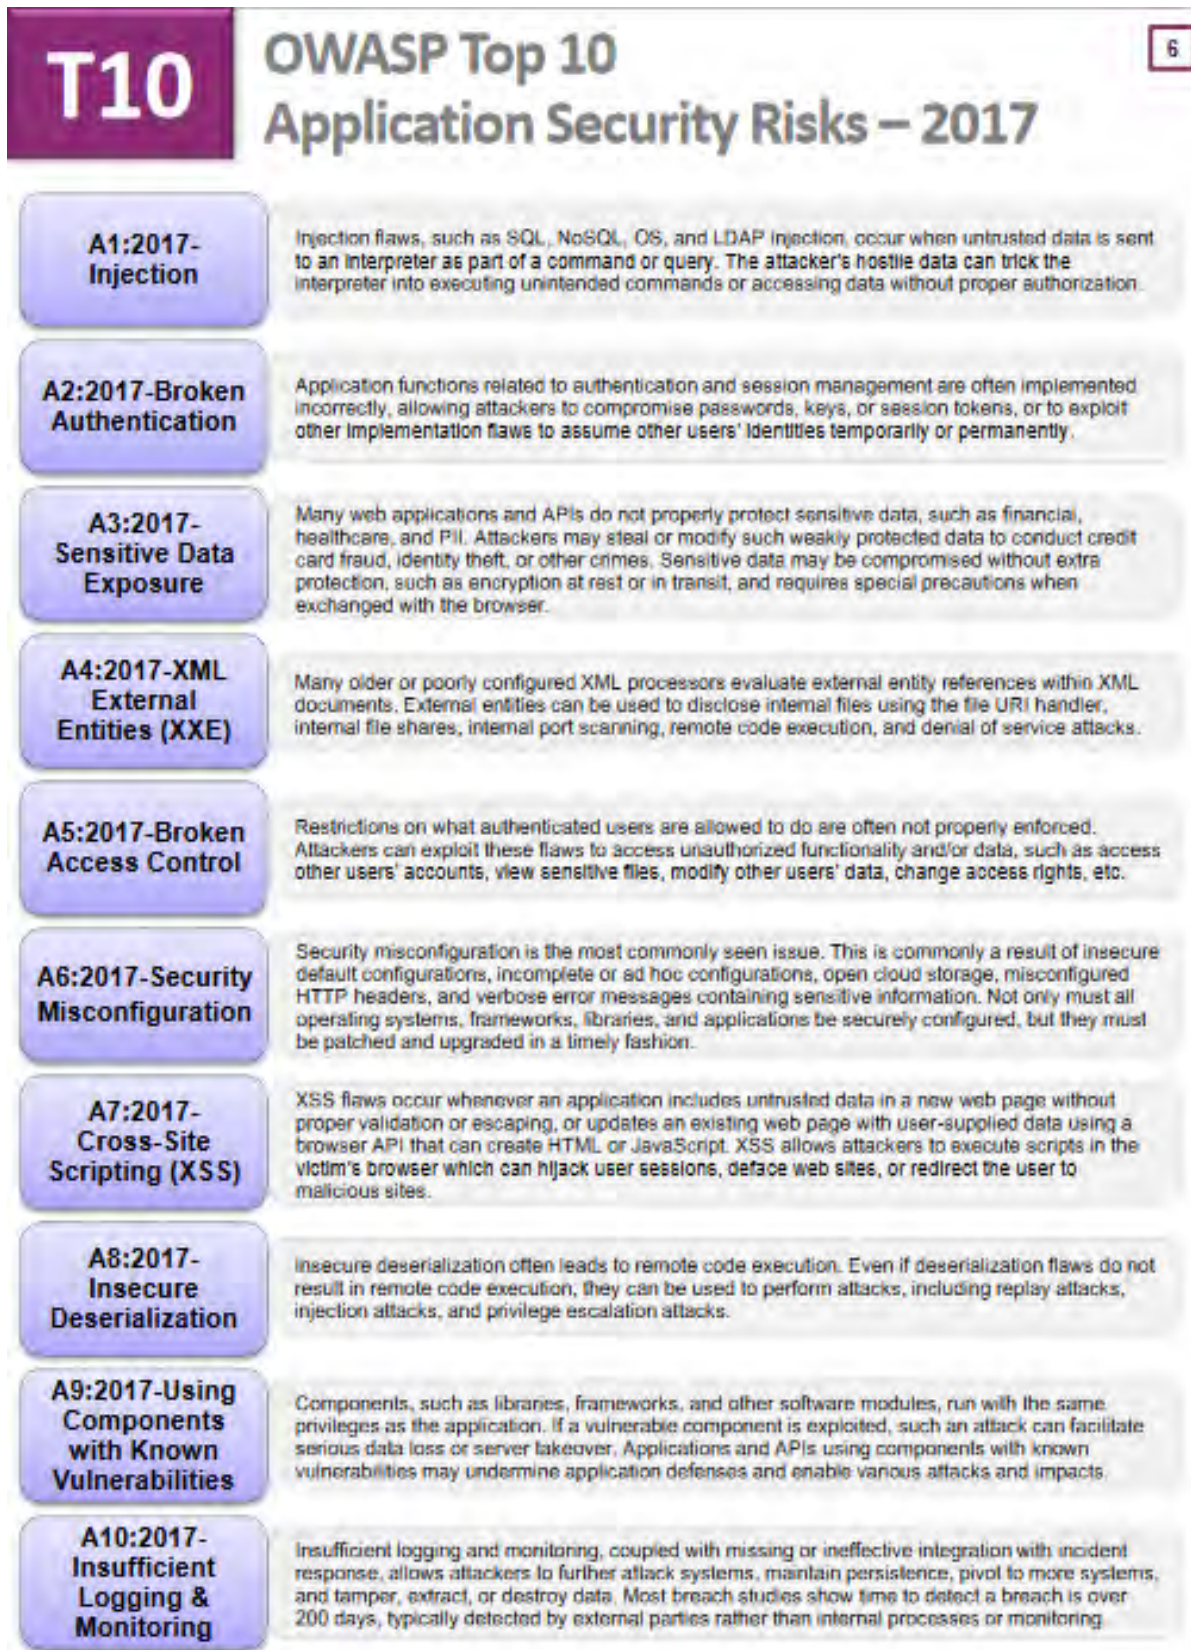 T10
OWASP Top 10
Application Security Risks – 2017
6
A1:2017-
Injection
Injection flaws, such as SQL, NoSQL, OS, and LDAP injection, occur when untrusted data is sent
to an interpreter as part of a command or query. The attacker's hostile data can trick the
interpreter into executing unintended commands or accessing data without proper authorization.
A2:2017-Broken
Authentication
Application functions related to authentication and session management are often implemented
incorrectly, allowing attackers to compromise passwords, keys, or session tokens, or to exploit
other implementation flaws to assume other users' identities temporarily or permanently.
A3:2017-
Sensitive Data
Exposure
Many web applications and APIs do not properly protect sensitive data, such as financial,
healthcare, and PII. Attackers may steal or modify such weakly protected data to conduct credit
card fraud, identity theft, or other crimes. Sensitive data may be compromised without extra
protection, such as encryption at rest or in transit, and requires special precautions when
exchanged with the browser.
A4:2017-XML
External
Entities (XXE)
Many older or poorly configured XML processors evaluate external entity references within XML
documents. External entities can be used to disclose internal files using the file URI handler,
internal file shares, internal port scanning, remote code execution, and denial of service attacks.
A5:2017-Broken
Access Control
Restrictions on what authenticated users are allowed to do are often not properly enforced.
Attackers can exploit these flaws to access unauthorized functionality and/or data, such as access
other users' accounts, view sensitive files, modify other users' data, change access rights, etc.
A6:2017-Security
Misconfiguration
Security misconfiguration is the most commonly seen issue. This is commonly a result of insecure
default configurations, incomplete or ad hoc configurations, open cloud storage, misconfigured
HTTP headers, and verbose error messages containing sensitive information. Not only must all
operating systems, frameworks, libraries, and applications be securely configured, but they must
be patched and upgraded in a timely fashion.
A7:2017-
Cross-Site
Scripting (XSS)
XSS flaws occur whenever an application includes untrusted data in a new web page without
proper validation or escaping, or updates an existing web page with user-supplied data using a
browser API that can create HTML or JavaScript. XSS allows attackers to execute scripts in the
victim's browser which can hijack user sessions, deface web sites, or redirect the user to
malicious sites.
A8:2017-
Insecure
Deserialization
Insecure deserialization often leads to remote code execution. Even if deserialization flaws do not
result in remote code execution, they can be used to perform attacks, including replay attacks,
injection attacks, and privilege escalation attacks.
A9:2017-Using
Components
with Known
Vulnerabilities
Components, such as libraries, frameworks, and other software modules, run with the same
privileges as the application. If a vulnerable component is exploited, such an attack can facilitate
serious data loss or server takeover. Applications and APIs using components with known
vulnerabilities may undermine application defenses and enable various attacks and impacts.
A10:2017-
Insufficient
Logging &
Monitoring
Insufficient logging and monitoring, coupled with missing or ineffective integration with incident
response, allows attackers to further attack systems, maintain persistence, pivot to more systems,
and tamper, extract, or destroy data. Most breach studies show time to detect a breach is over
200 days, typically detected by external parties rather than internal processes or monitoring.